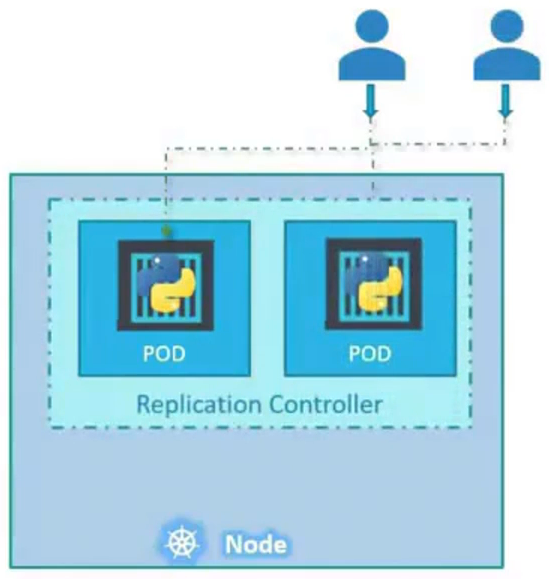 POD
POD
Replication Controller
Node